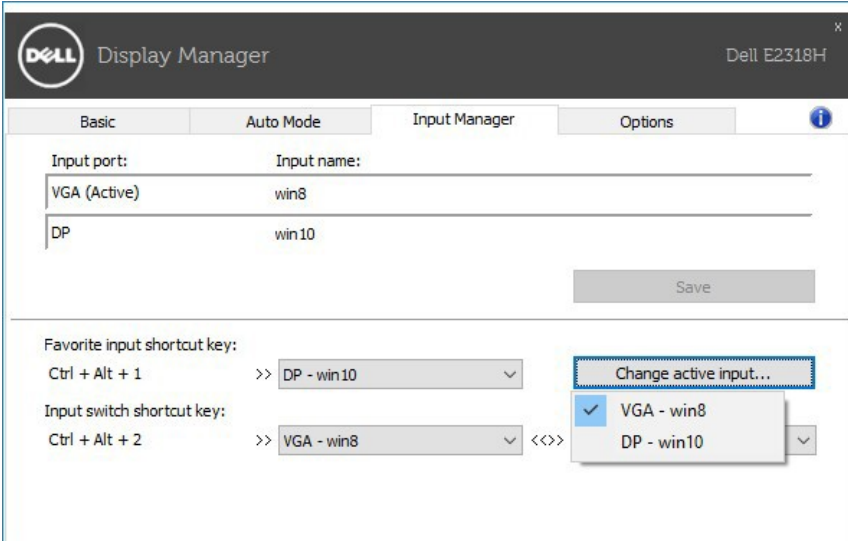 x
DELL Display Manager Dell E2318H
Basic Auto Mode Input Manager Options i
Input port: Input name:
VGA (Active) win8
DP win10
Save
Favorite input shortcut key:
Ctrl + Alt + 1 >> DP - win10 Change active input...
Input switch shortcut key: VGA - win8
Ctrl + Alt + 2 >> VGA - win8 <<>> DP - win10